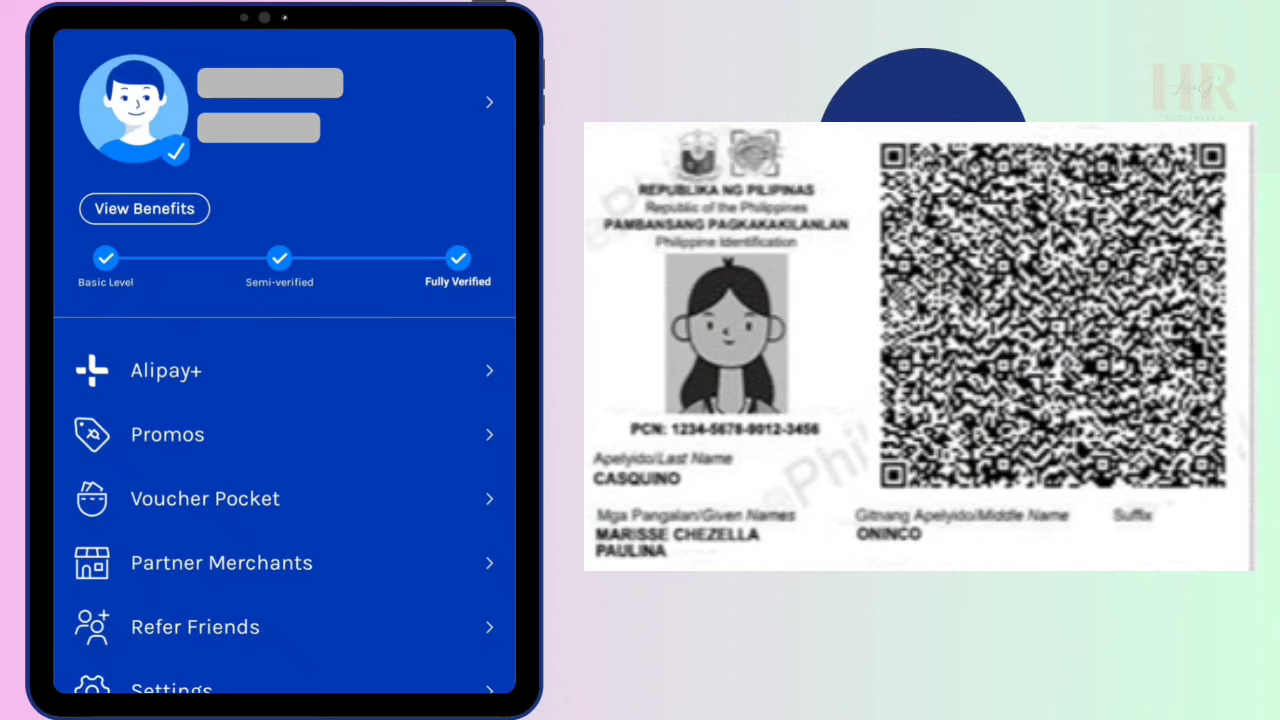 View Benefits
Basic Level
Semi-verified
Fully Verified
Alipay+
Promos
Voucher Pocket
Partner Merchants
Refer Friends
Settings
HR
TUTORIALS
REPUBLIKA NG PILIPINAS
Republic of the Philippines
PAMBANSANG PAGKAKAKILANLAN
Philippine Identification
PCN: 1234-5678-9012-3456
Apelyido/Last Name
CASQUINO
Mga Pangalan/Given Names
MARISSE CHEZELLA
PAULINA
Gitnang Apelyido/Middle Name
ONINCO
Suffix